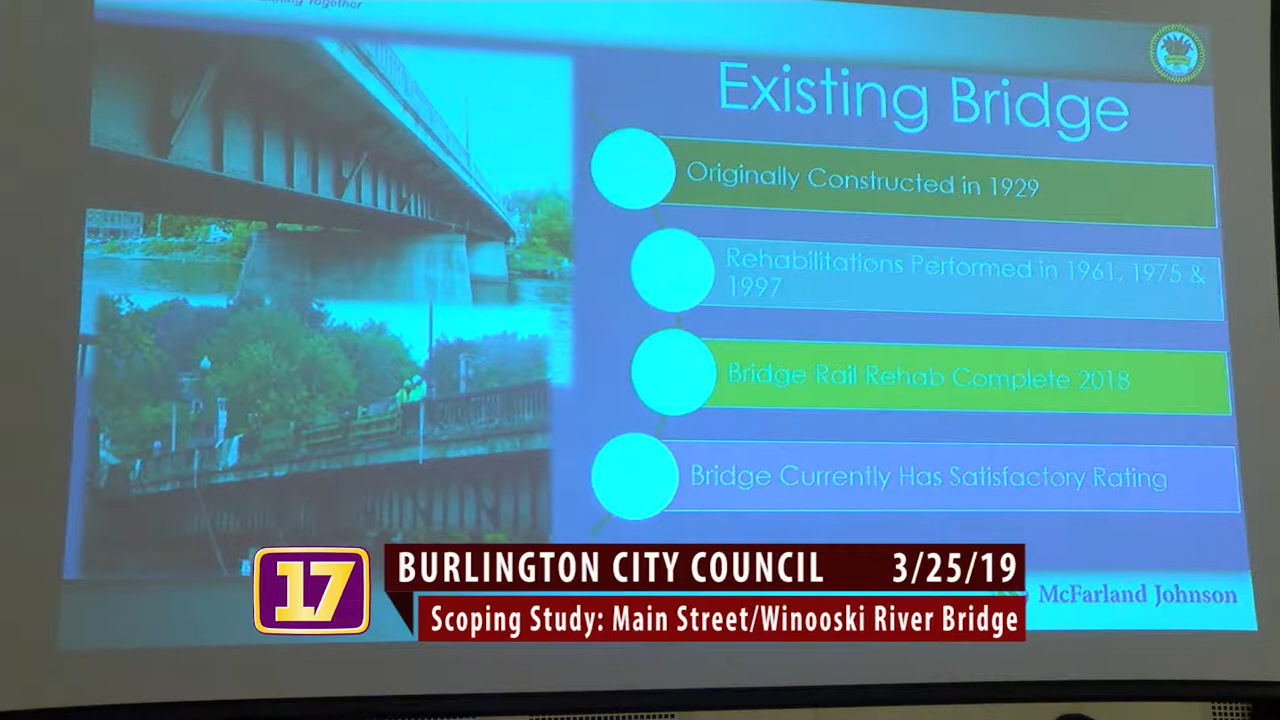 Together
Existing Bridge
Originally Constructed in 1929
Rehabilitations Performed in 1961, 1975 &
1997
Bridge Rail Rehab Complete 2018
Bridge Currently Has Satisfactory Rating
17
BURLINGTON CITY COUNCIL 3/25/19
Scoping Study: Main Street/Winooski River Bridge
McFarland Johnson